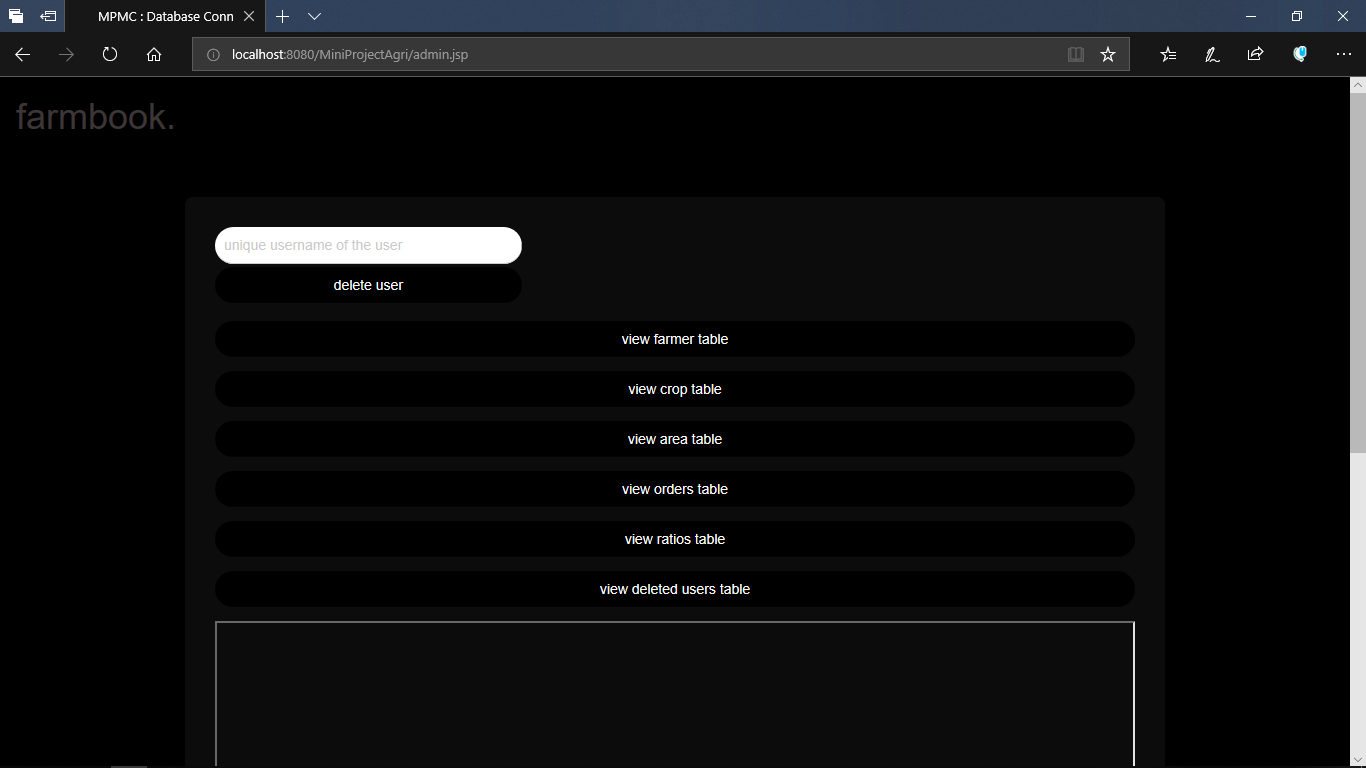 MPMC : Database Conn
localhost:8080/MiniProjectAgri/admin.jsp
farmbook.
unique username of the user
delete user
view farmer table
view crop table
view area table
view orders table
view ratios table
view deleted users table